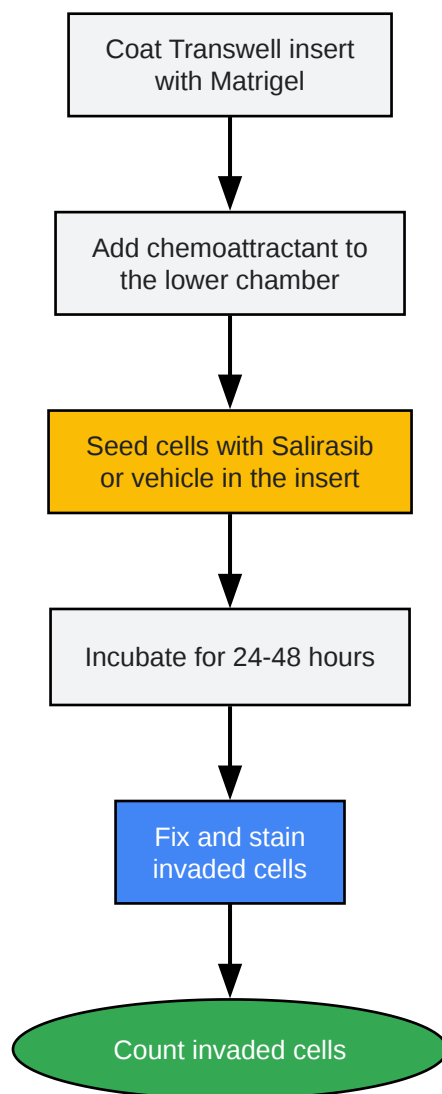 Coat Transwell insert
with Matrigel
Add chemoattractant to
the lower chamber
Seed cells with Salirasib
or vehicle in the insert
Incubate for 24-48 hours
Fix and stain
invaded cells
Count invaded cells